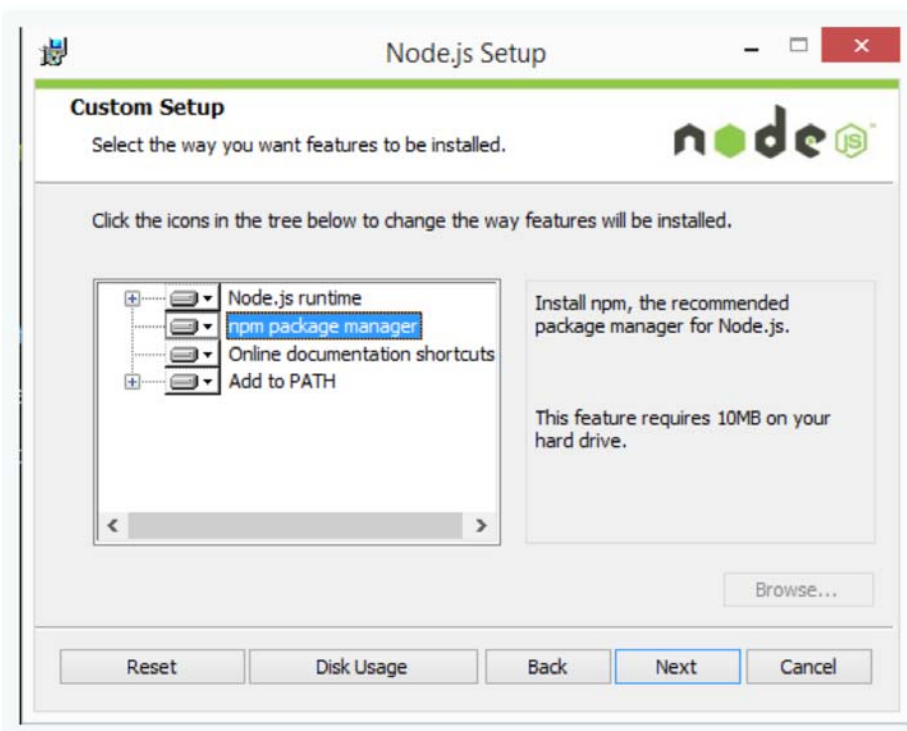 Node.js Setup
Custom Setup
Select the way you want features to be installed.
node JS ™
Click the icons in the tree below to change the way features will be installed.
Node.js runtime
npm package manager
Online documentation shortcuts
Add to PATH
Install npm, the recommended
package manager for Node.js.
This feature requires 10MB on your
hard drive.
Browse...
Reset Disk Usage Back Next Cancel